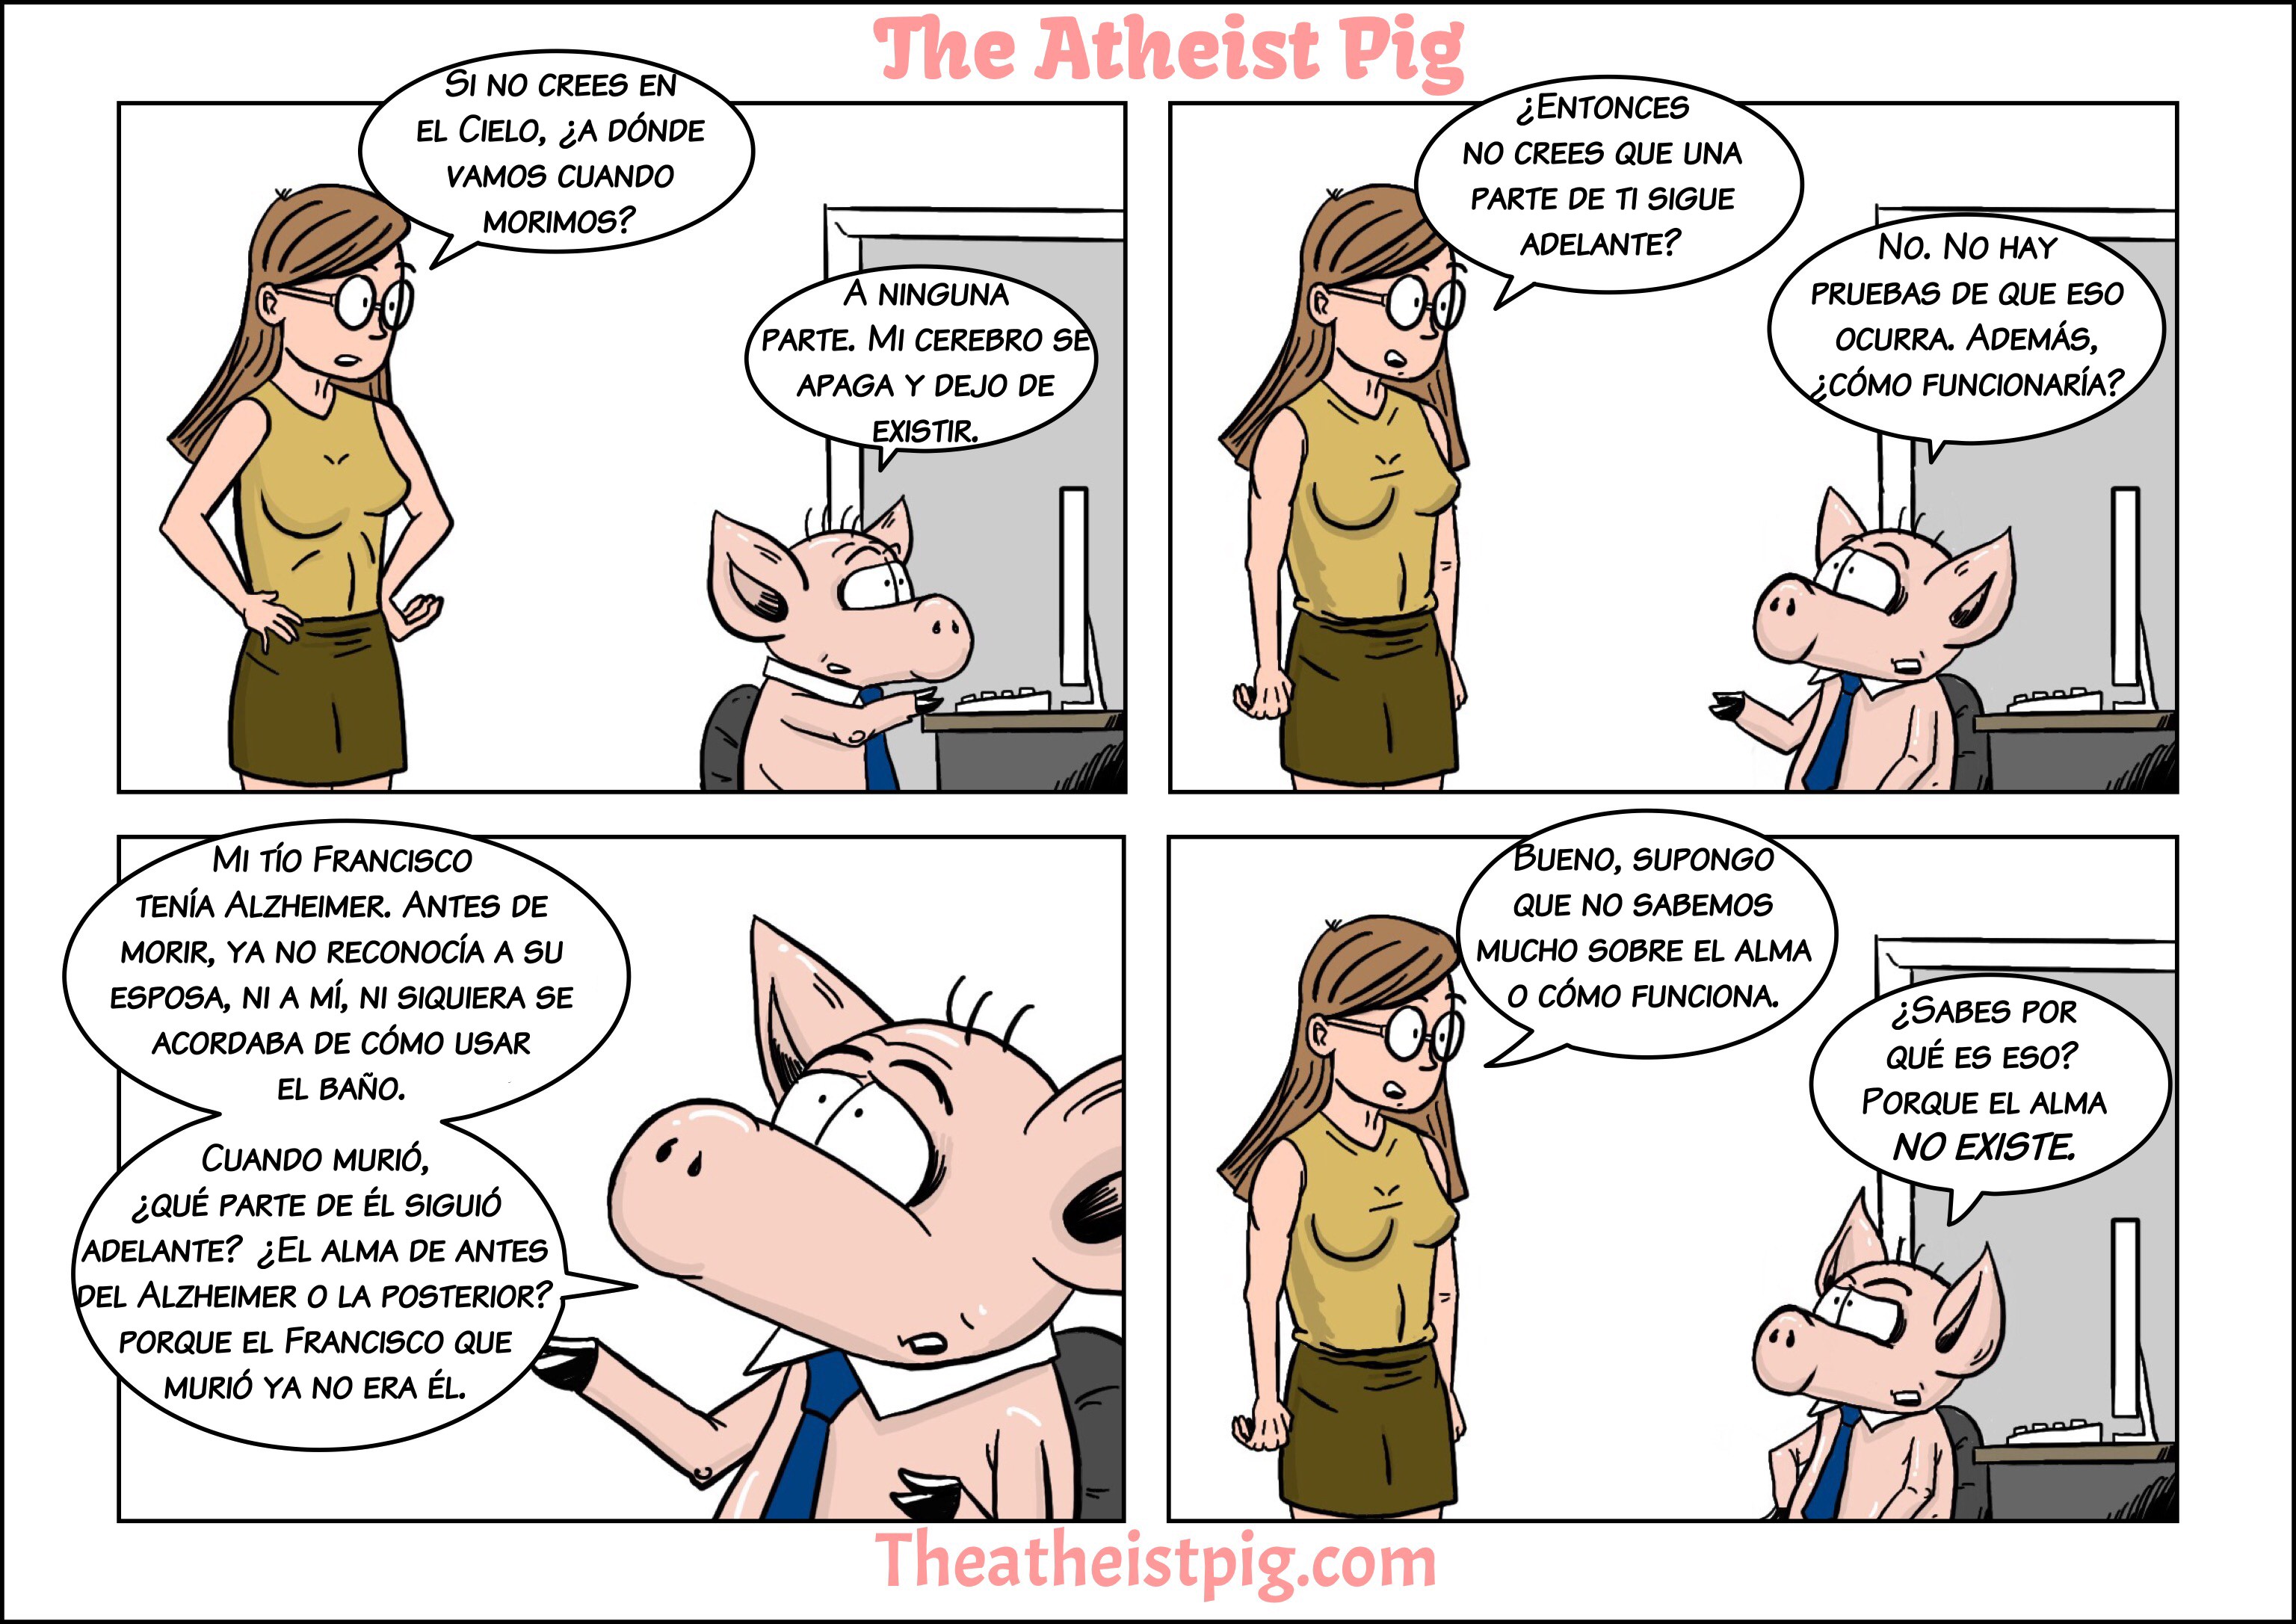 The Atheist Pig
Si no crees en
el Cielo, ¿a dónde
vamos cuando
morimos?
A ninguna
parte. Mi cerebro se
apaga y dejo de
existir.
¿Entonces
no crees que una
parte de ti sigue
adelante?
No. No hay
pruebas de que eso
ocurra. Además,
¿cómo funcionaría?
Mi tío Francisco
tenía Alzheimer. Antes de
morir, ya no reconocía a su
esposa, ni a mí, ni siquiera se
acordaba de cómo usar
el baño.
Cuando murió,
¿qué parte de él siguió
adelante? ¿El alma de antes
del Alzheimer o la posterior?
porque el Francisco que
murió ya no era él.
Bueno, supongo
que no sabemos
mucho sobre el alma
o cómo funciona.
¿Sabes por
qué es eso?
Porque el alma
NO EXISTE.
Theatheistpig.com